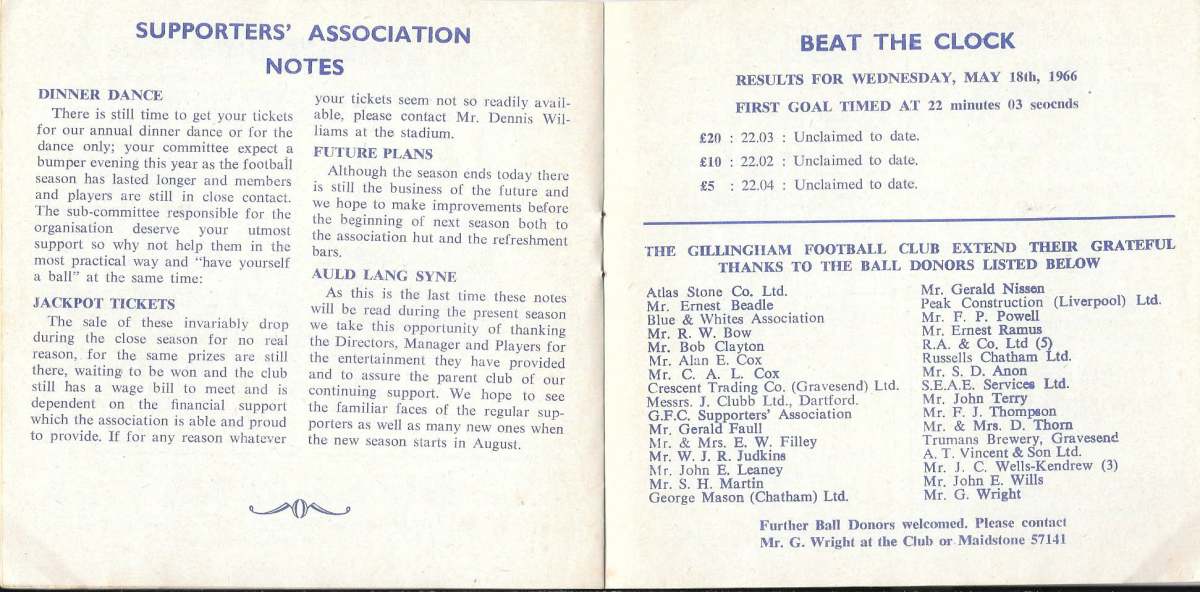 SUPPORTERS' ASSOCIATION
NOTES
DINNER DANCE
There is still time to get your tickets
for our annual dinner dance or for the
dance only; your committee expect a
bumper evening this year as the football
season has lasted longer and members
and players are still in close contact.
The sub-committee responsible for the
organisation deserve your utmost
support so why not help them in the
most practical way and "have yourself
a ball" at the same time:
JACKPOT TICKETS
The sale of these invariably drop
during the close season for no real
reason, for the same prizes are still
there, waiting to be won and the club
still has a wage bill to meet and is
dependent on the financial support
which the association is able and proud
to provide. If for any reason whatever
your tickets seem not so readily avail-
able, please contact Mr. Dennis Wil-
liams at the stadium.
FUTURE PLANS
Although the season ends today there
is still the business of the future and
we hope to make improvements before
the beginning of next season both to
the association hut and the refreshment
bars.
AULD LANG SYNE
As this is the last time these notes
will be read during the present season
we take this opportunity of thanking
the Directors, Manager and Players for
the entertainment they have provided
and to assure the parent club of our
continuing support. We hope to see
the familiar faces of the regular sup-
porters as well as many new ones when
the new season starts in August.
BEAT THE CLOCK
RESULTS FOR WEDNESDAY, MAY 18th, 1966
FIRST GOAL TIMED AT 22 minutes 03 seocnds
£20 : 22.03 : Unclaimed to date.
£10 : 22.02 : Unclaimed to date.
£5 : 22.04 : Unclaimed to date.
THE GILLINGHAM FOOTBALL CLUB EXTEND THEIR GRATEFUL
THANKS TO THE BALL DONORS LISTED BELOW
Atlas Stone Co. Ltd.
Mr. Ernest Beadle
Blue & Whites Association
Mr. R. W. Bow
Mr. Bob Clayton
Mr. Alan E. Cox
Mr. C. A. L. Cox
Crescent Trading Co. (Gravesend) Ltd.
Messrs. J. Clubb Ltd., Dartford.
G.F.C. Supporters' Association
Mr. Gerald Faull
Mr. & Mrs. E. W. Filley
Mr. W. J. R. Judkins
Mr. John E. Leaney
Mr. S. H. Martin
George Mason (Chatham) Ltd.
Mr. Gerald Nissen
Peak Construction (Liverpool) Ltd.
Mr. F. P. Powell
Mr. Ernest Ramus
R.A. & Co. Ltd (5)
Russells Chatham Ltd.
Mr. S. D. Anon
S.E.A.E. Services Ltd.
Mr. John Terry
Mr. F. J. Thompson
Mr. & Mrs. D. Thorn
Trumans Brewery, Gravesend
A. T. Vincent & Son Ltd.
Mr. J. C. Wells-Kendrew (3)
Mr. John E. Wills
Mr. G. Wright
Further Ball Donors welcomed. Please contact
Mr. G. Wright at the Club or Maidstone 57141